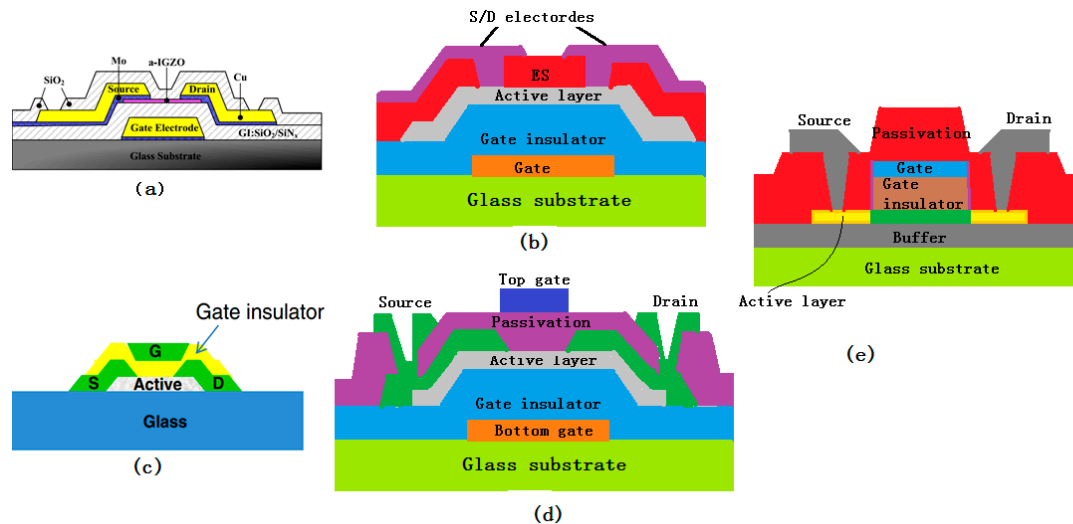 Mo
a-IGZO
SiO2
Source
Drain
Cu
Gate Electrode
GI:SiO2/SiNx
Glass Substrate
(a)
S/D electordes
ES
Active layer
Gate insulator
Gate
Glass substrate
(b)
Gate insulator
G
S
Active
D
Glass
(c)
Top gate
Source
Drain
Passivation
Active layer
Gate insulator
Bottom gate
Glass substrate
(d)
Source
Passivation
Drain
Gate
Gate
insulator
Buffer
Glass substrate
Active layer
(e)